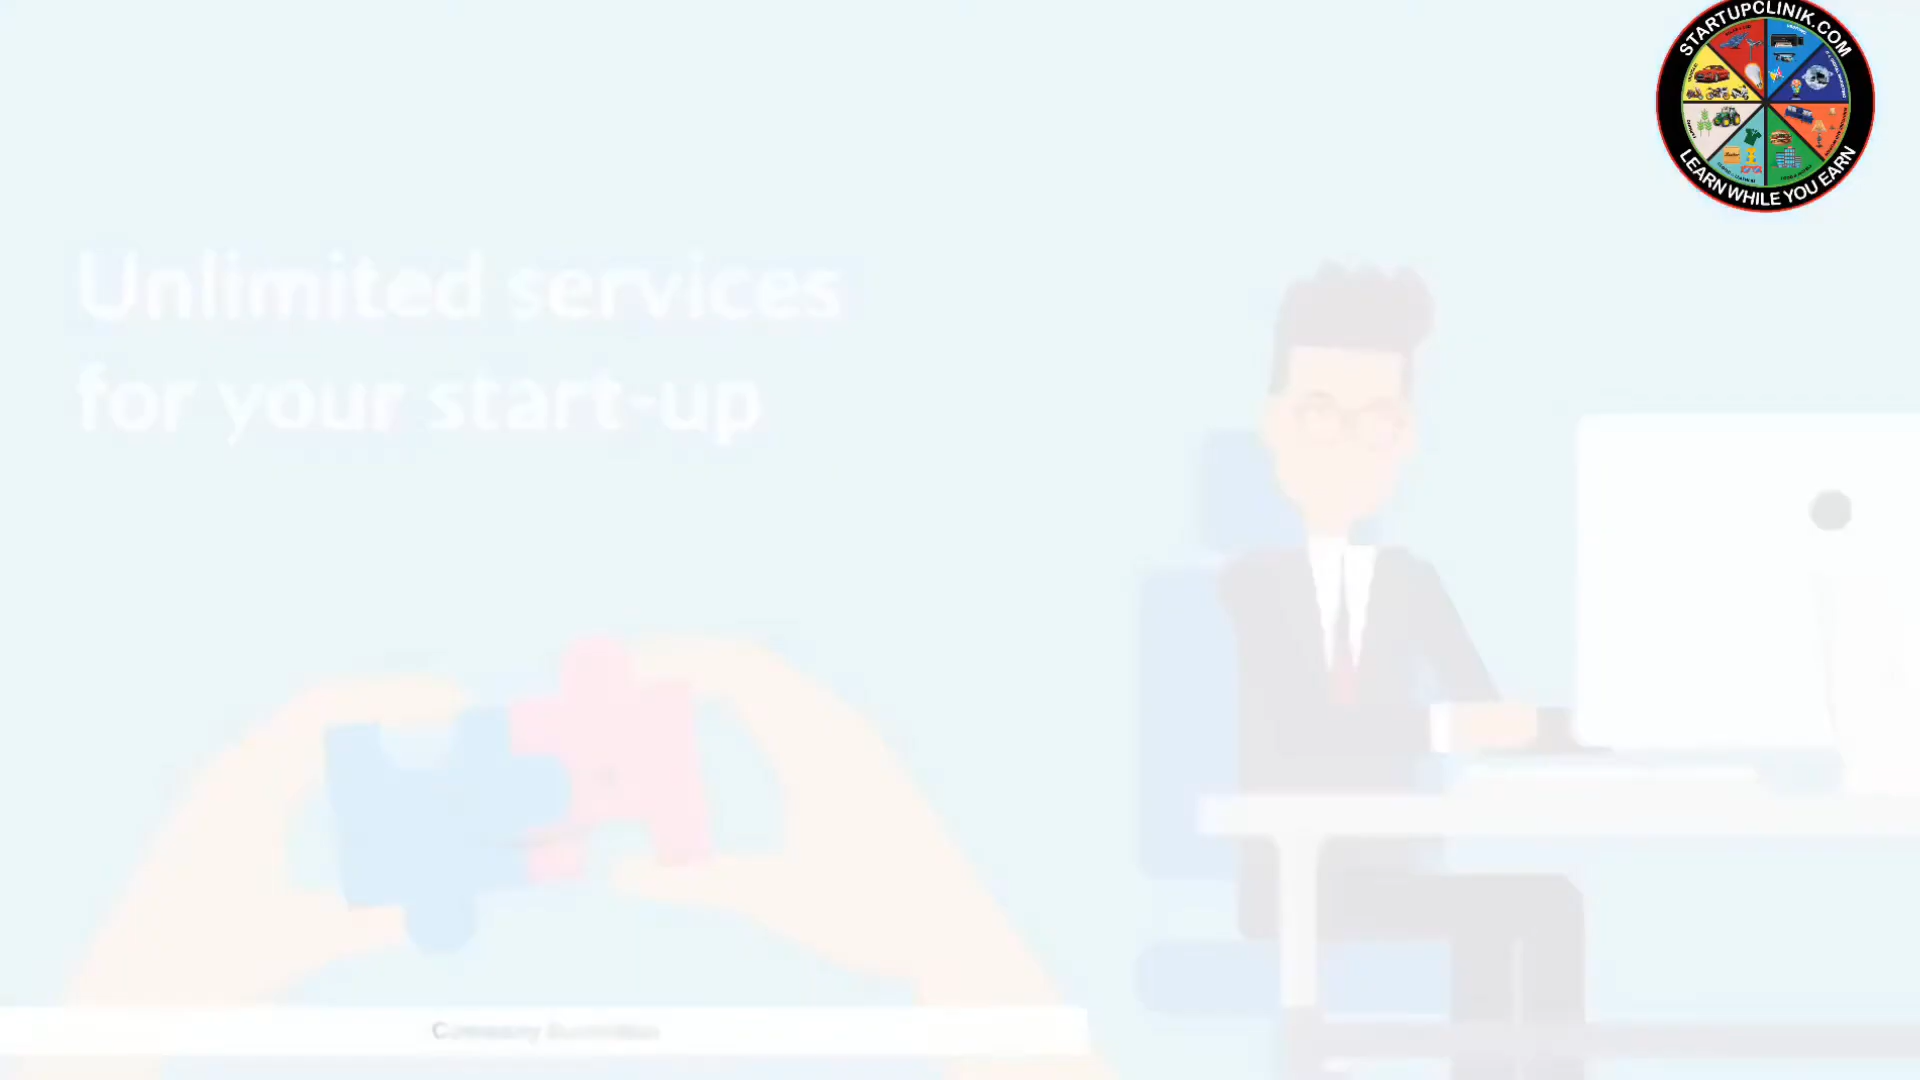 STARTUPCLINIK.COM
LEARN WHILE YOU EARN
Unlimited services
for your start-up